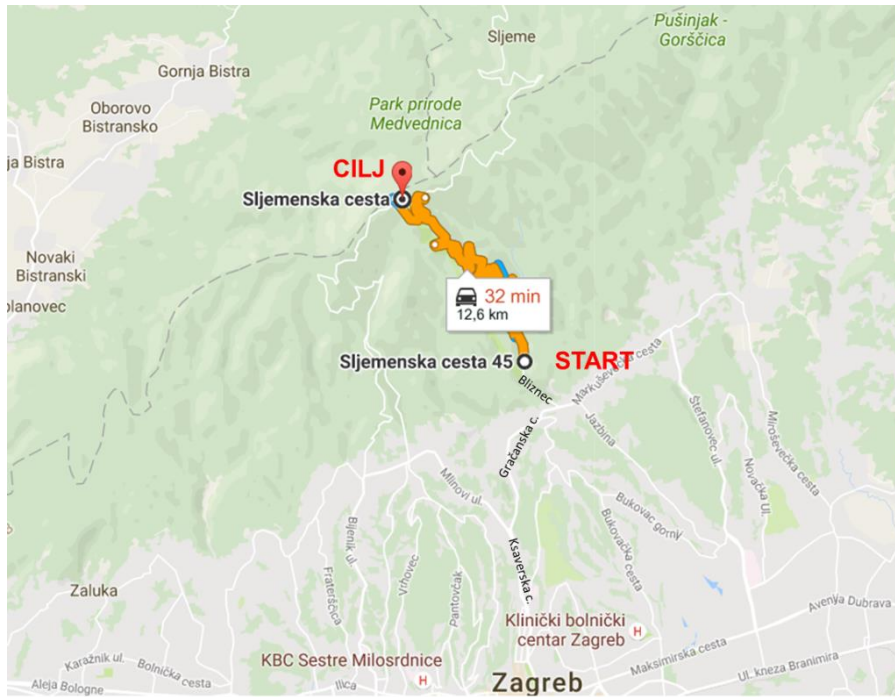 Pušinjak -
Gorščica
Sljeme
Gornja Bistra
Park prirode
Medvednica
Oborovo
Bistransko
ja Bistra
CILJ
Sljemenska cesta
Novaki
Bistranski
olanovec
32 min
12,6 km
Sljemenska cesta 45
START
Markuševečka cesta
Bliznec
Gračanska c.
Jazbina
Štefanovec ul.
Miroševečka cesta
Novačka Ul.
Mlinovi ul.
Bukovac gornji
Bukovačka cesta
Bijenik ul.
Fraterščica
Vrhovec
Pantovčak
Ksaverska c.
Zaluka
Klinički bolnički
centar Zagreb
H
Avenija Dubrava
Maksimirska cesta
Karažnik ul.
Bolnička cesta
KBC Sestre Milosrdnice
H
Ul. kneza Branimira
Aleja Bologne
Ilica
Zagreb